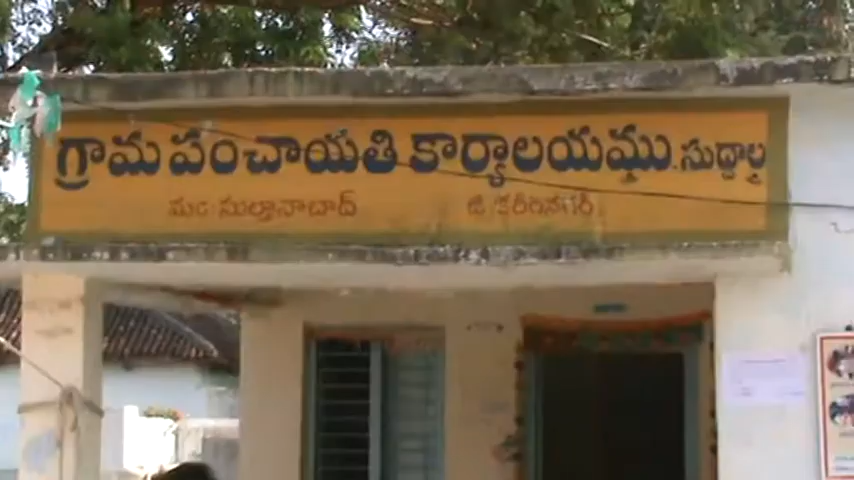 గ్రామ పంచాయతి కార్యాలయము. సుద్దాల
మం: సుల్తానాబాద్ జి.కరీంనగర్